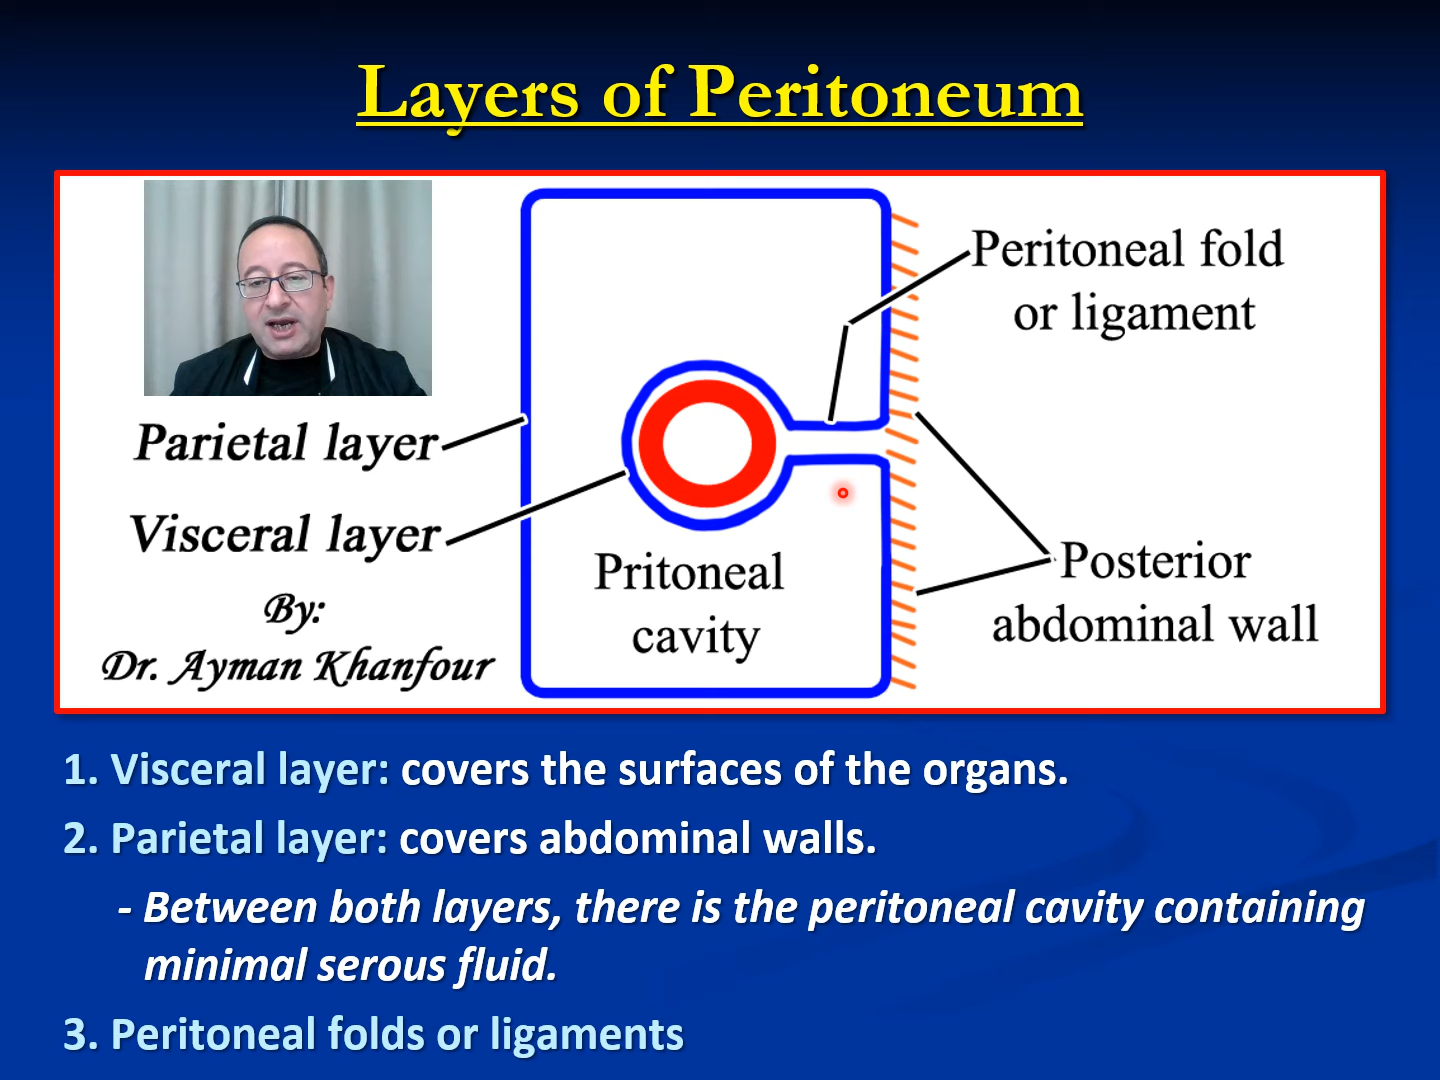 Layers of Peritoneum
Peritoneal fold
or ligament
Parietal layer
Visceral layer
By:
Dr. Ayman Khanfour
Pritoneal
cavity
Posterior
abdominal wall
1. Visceral layer: covers the surfaces of the organs.
2. Parietal layer: covers abdominal walls.
- Between both layers, there is the peritoneal cavity containing
minimal serous fluid.
3. Peritoneal folds or ligaments